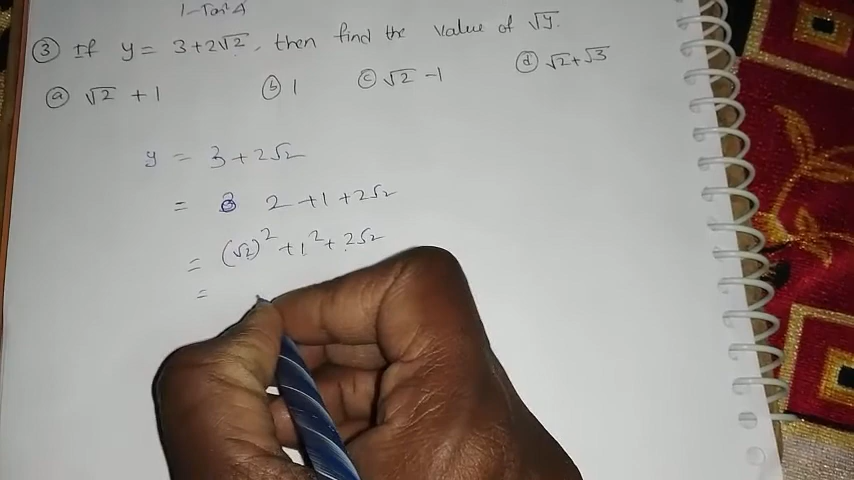 1-Tan²A
③ If y = 3+2√2, then find the value of √y.
ⓐ √2 +1 ⓑ 1 ⓒ √2 -1 ⓓ √2+√3
y = 3+2√2
= 2 +1 +2√2
= (√2)² +1² +2√2
=